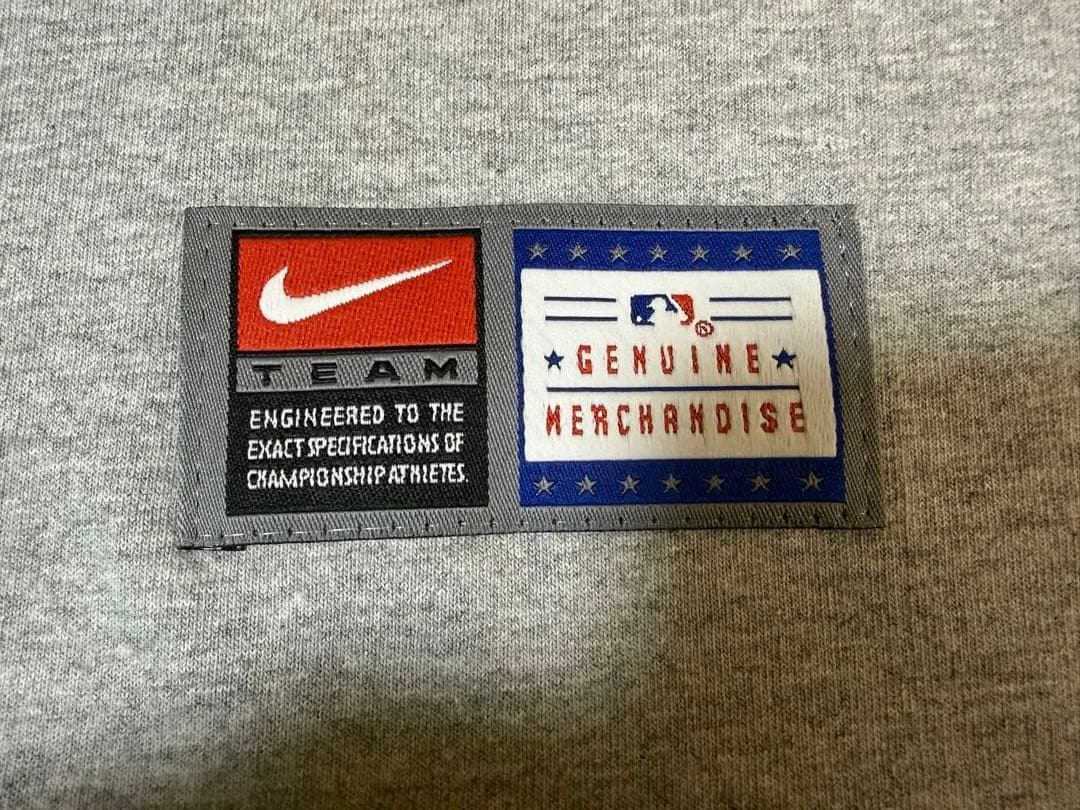 TEAM
ENGINEERED TO THE
EXACT SPECIFICATIONS OF
CHAMPIONSHIP ATHLETES.
®
GENUINE
MERCHANDISE